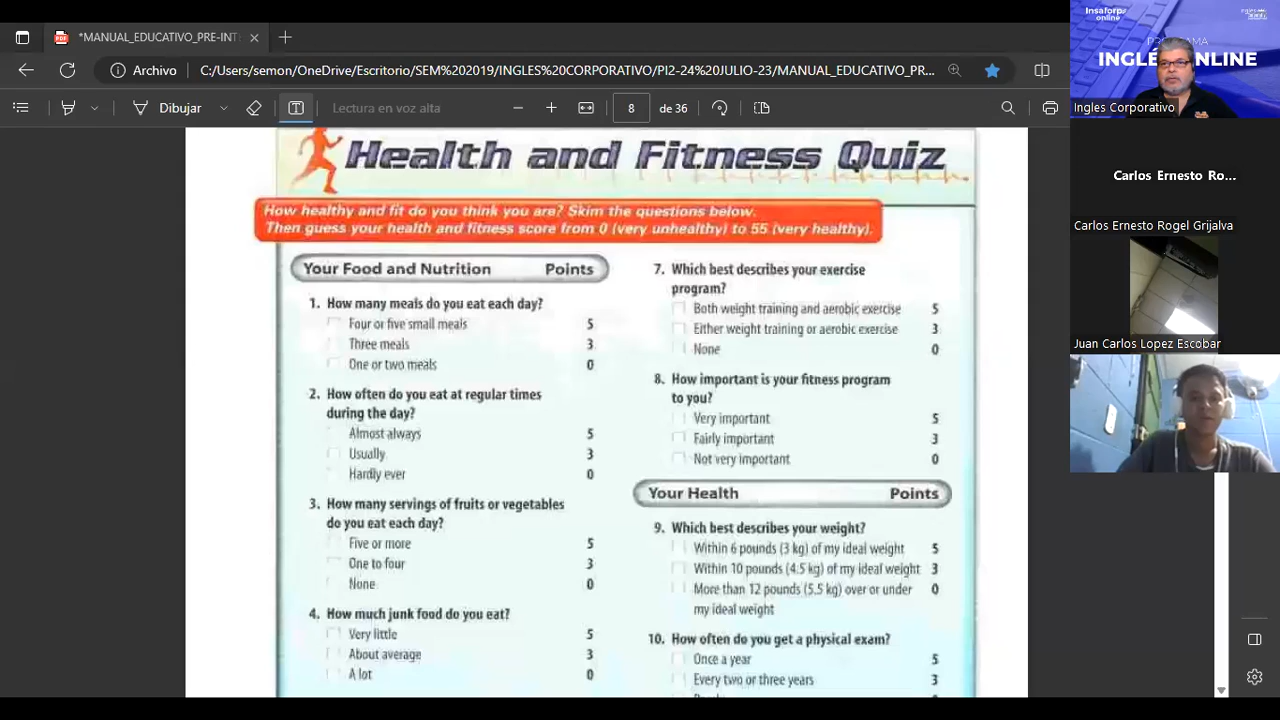 *MANUAL_EDUCATIVO_PRE-INT
Archivo
C:/Users/semon/OneDrive/Escritorio/SEM%2019/INGLES%20CORPORATIVO/PI2-24%20JULIO-23/MANUAL_EDUCATIVO_PR...
Dibujar
Lectura en voz alta
8
de 36
Health and Fitness Quiz
How healthy and fit do you think you are? Skim the questions below.
Then guess your health and fitness score from 0 (very unhealthy) to 55 (very healthy).
Your Food and Nutrition Points
1. How many meals do you eat each day?
Four or five small meals 5
Three meals 3
One or two meals 0
2. How often do you eat at regular times
during the day?
Almost always 5
Usually 3
Hardly ever 0
3. How many servings of fruits or vegetables
do you eat each day?
Five or more 5
One to four 3
None 0
4. How much junk food do you eat?
Very little 5
About average 3
A lot 0
7. Which best describes your exercise
program?
Both weight training and aerobic exercise 5
Either weight training or aerobic exercise 3
None 0
8. How important is your fitness program
to you?
Very important 5
Fairly important 3
Not very important 0
Your Health Points
9. Which best describes your weight?
Within 6 pounds (3 kg) of my ideal weight 5
Within 10 pounds (4.5 kg) of my ideal weight 3
More than 12 pounds (5.5 kg) over or under 0
my ideal weight
10. How often do you get a physical exam?
Once a year 5
Every two or three years 3
Insaforp
online
Ingles Corporativo
Carlos Ernesto Ro...
Carlos Ernesto Rogel Grijalva
Juan Carlos Lopez Escobar